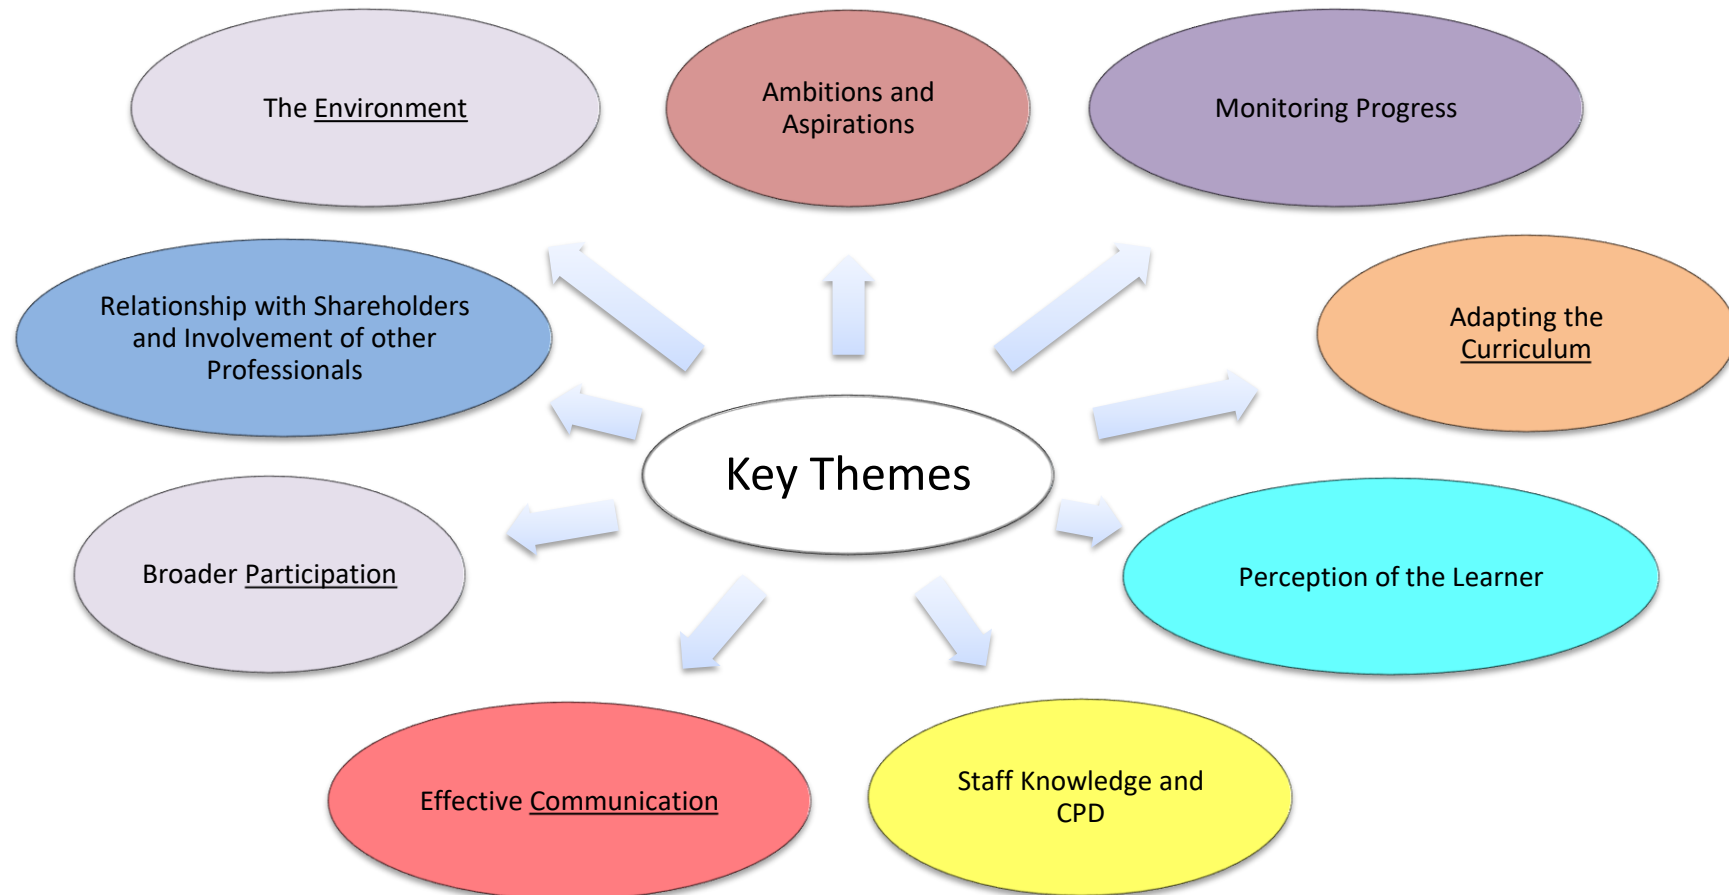 The Environment
Ambitions and
Aspirations
Monitoring Progress
Relationship with Shareholders
and Involvement of other
Professionals
Adapting the
Curriculum
Key Themes
Broader Participation
Perception of the Learner
Effective Communication
Staff Knowledge and
CPD